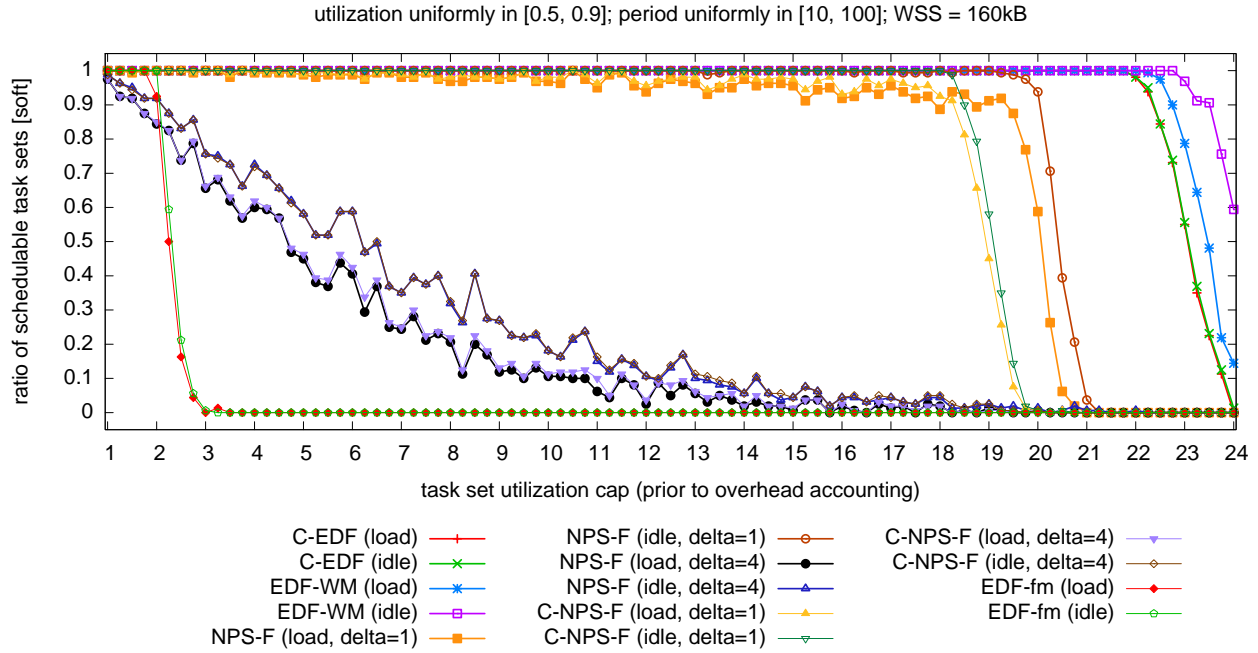 utilization uniformly in [0.5, 0.9]; period uniformly in [10, 100]; WSS = 160kB
ratio of schedulable task sets [soft]
1
0.9
0.8
0.7
0.6
0.5
0.4
0.3
0.2
0.1
0
1 2 3 4 5 6 7 8 9 10 11 12 13 14 15 16 17 18 19 20 21 22 23 24
task set utilization cap (prior to overhead accounting)
C-EDF (load)
C-EDF (idle)
EDF-WM (load)
EDF-WM (idle)
NPS-F (load, delta=1)
NPS-F (idle, delta=1)
NPS-F (load, delta=4)
NPS-F (idle, delta=4)
C-NPS-F (load, delta=1)
C-NPS-F (idle, delta=1)
C-NPS-F (load, delta=4)
C-NPS-F (idle, delta=4)
EDF-fm (load)
EDF-fm (idle)